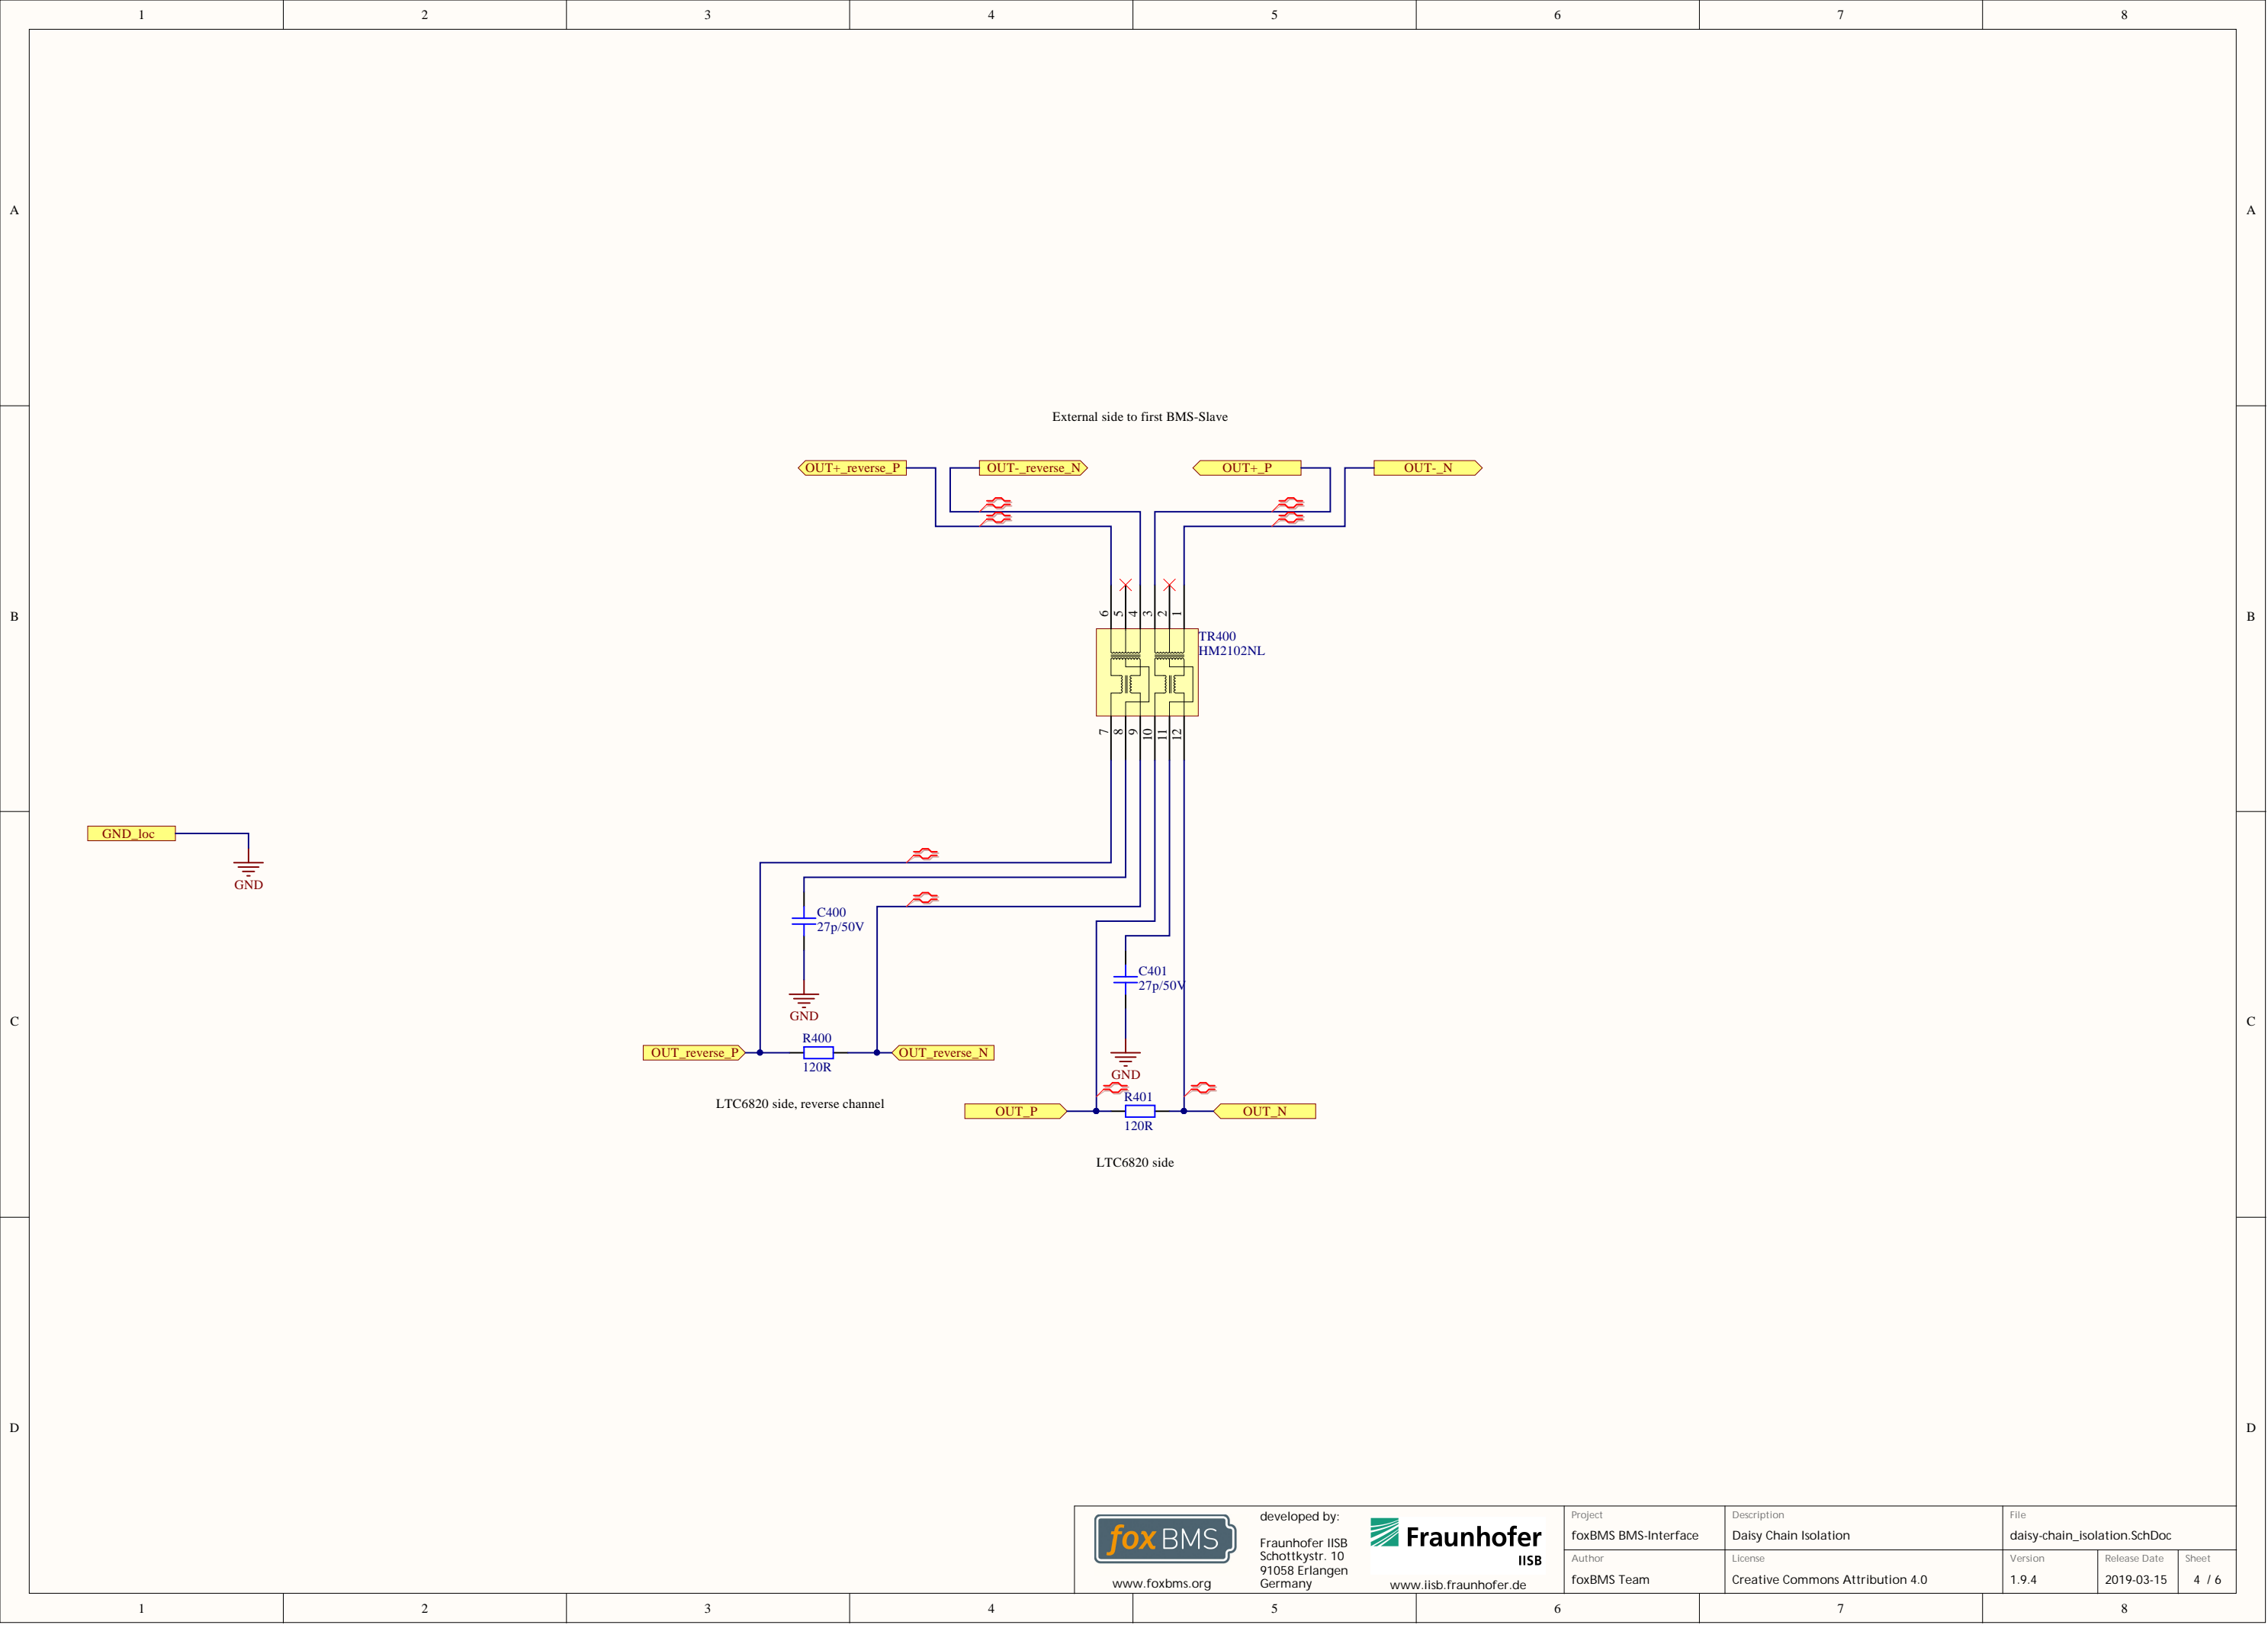 1 2 3 4 5 6 7 8
A A
External side to first BMS-Slave
OUT+_reverse_P OUT-_reverse_N OUT+_P OUT-_N
B B
6 5 4 3 2 1
TR400
HM2102NL
7 8 9 10 11 12
GND_loc
GND
C400
27p/50V
C401
27p/50V
GND
C C
R400
OUT_reverse_P OUT_reverse_N
120R
GND
R401
LTC6820 side, reverse channel
OUT_P OUT_N
120R
LTC6820 side
D D
fox BMS
www.foxbms.org
developed by:
Fraunhofer IISB
Schottkystr. 10
91058 Erlangen
Germany
Fraunhofer
IISB
www.iisb.fraunhofer.de
Project
foxBMS BMS-Interface
Description
Daisy Chain Isolation
File
daisy-chain_isolation.SchDoc
Author
foxBMS Team
License
Creative Commons Attribution 4.0
Version
1.9.4
Release Date
2019-03-15
Sheet
4 / 6
1 2 3 4 5 6 7 8